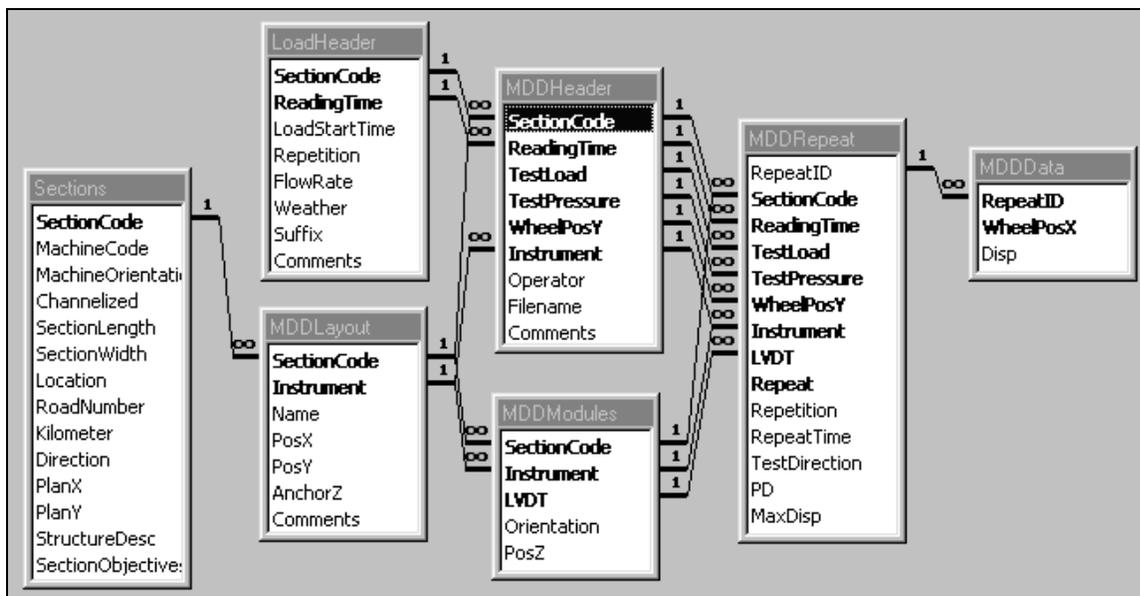 Sections
SectionCode
MachineCode
MachineOrientati
Channelized
SectionLength
SectionWidth
Location
RoadNumber
Kilometer
Direction
PlanX
PlanY
StructureDesc
SectionObjective
1
∞
LoadHeader
SectionCode
ReadingTime
LoadStartTime
Repetition
FlowRate
Weather
Suffix
Comments
1
1
MDDLayout
SectionCode
Instrument
Name
PosX
PosY
AnchorZ
Comments
1
1
∞
∞
∞
MDDHeader
SectionCode
ReadingTime
TestLoad
TestPressure
WheelPosY
Instrument
Operator
Filename
Comments
1
1
1
1
1
1
∞
∞
MDDModules
SectionCode
Instrument
LVDT
Orientation
PosZ
1
1
1
∞
∞
∞
∞
∞
∞
∞
MDDRepeat
RepeatID
SectionCode
ReadingTime
TestLoad
TestPressure
WheelPosY
Instrument
LVDT
Repeat
Repetition
RepeatTime
TestDirection
PD
MaxDisp
1
∞
MDDData
RepeatID
WheelPosX
Disp